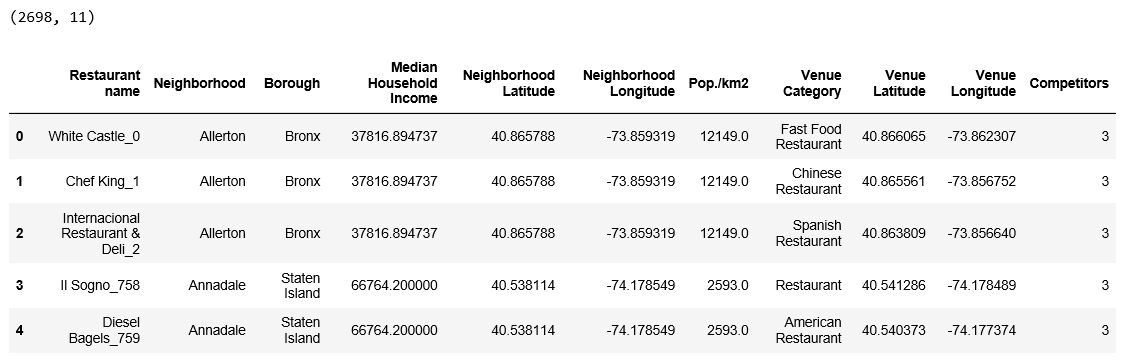 (2698, 11)
Restaurant name Neighborhood Borough Median Household Income Neighborhood Latitude Neighborhood Longitude Pop./km2 Venue Category Venue Latitude Venue Longitude Competitors
0 White Castle_0 Allerton Bronx 37816.894737 40.865788 -73.859319 12149.0 Fast Food Restaurant 40.866065 -73.862307 3
1 Chef King_1 Allerton Bronx 37816.894737 40.865788 -73.859319 12149.0 Chinese Restaurant 40.865561 -73.856752 3
2 Internacional Restaurant & Deli_2 Allerton Bronx 37816.894737 40.865788 -73.859319 12149.0 Spanish Restaurant 40.863809 -73.856640 3
3 Il Sogno_758 Annadale Staten Island 66764.200000 40.538114 -74.178549 2593.0 Restaurant 40.541286 -74.178489 3
4 Diesel Bagels_759 Annadale Staten Island 66764.200000 40.538114 -74.178549 2593.0 American Restaurant 40.540373 -74.177374 3